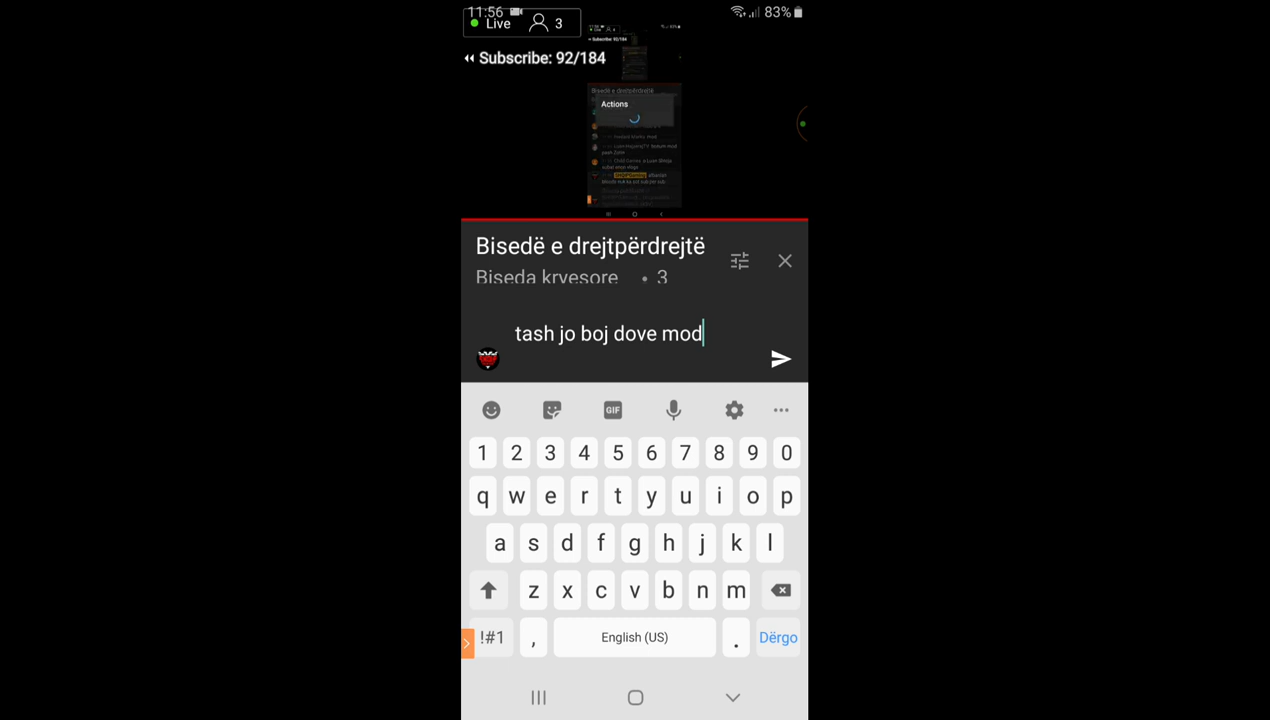 11:56
83%
Live 3
Subscribe: 92/184
Actions
Bisedë e drejtpërdrejtë
Biseda kryesore • 3
tash jo boj dove mod
GIF
1 2 3 4 5 6 7 8 9 0
q w e r t y u i o p
a s d f g h j k l
z x c v b n m
!#1 , English (US) . Dërgo